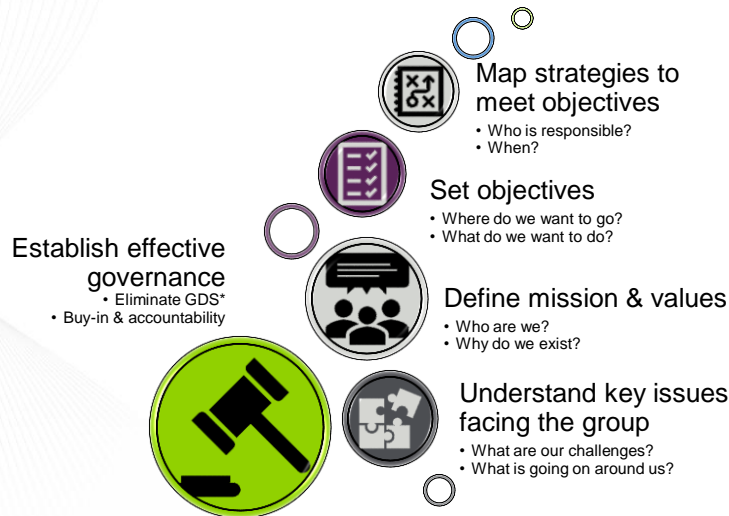 Map strategies to
meet objectives
• Who is responsible?
• When?
Set objectives
• Where do we want to go?
• What do we want to do?
Establish effective
governance
• Eliminate GDS*
• Buy-in & accountability
Define mission & values
• Who are we?
• Why do we exist?
Understand key issues
facing the group
• What are our challenges?
• What is going on around us?